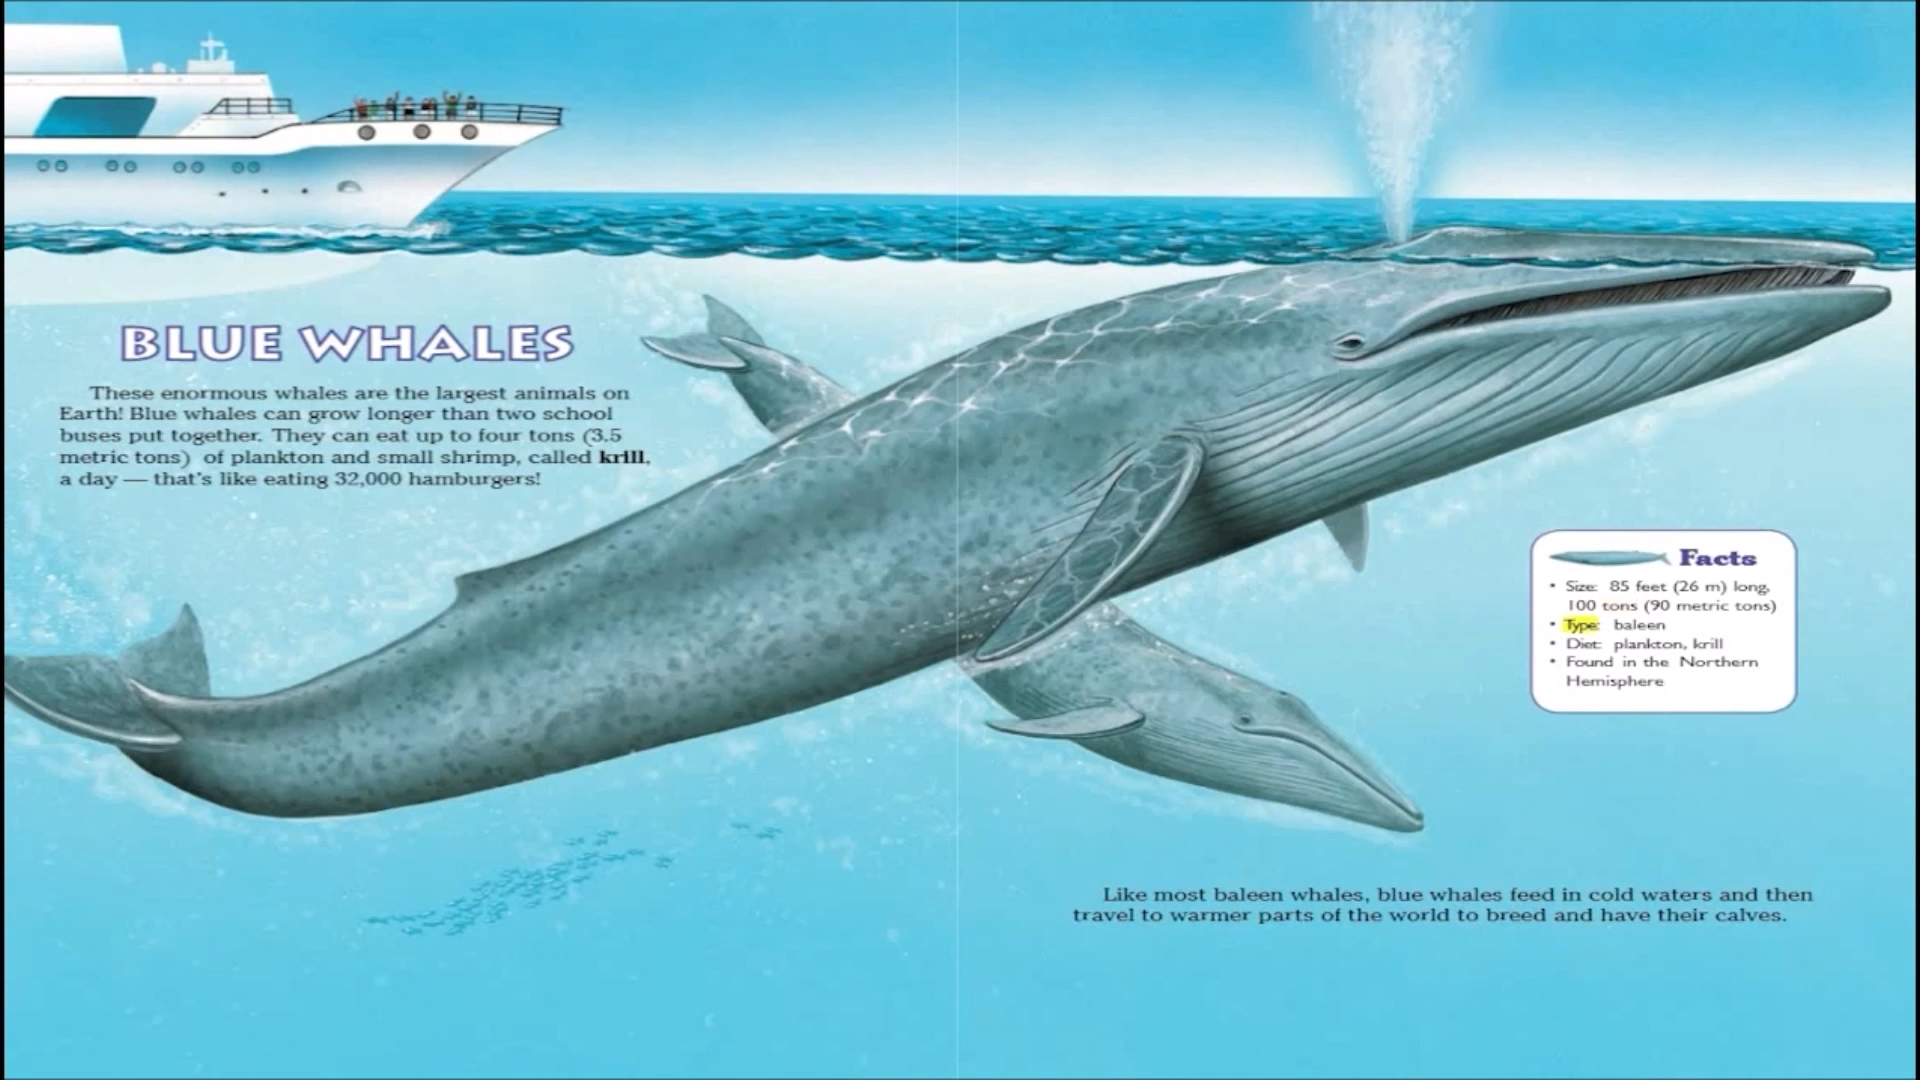 BLUE WHALES
These enormous whales are the largest animals on
Earth! Blue whales can grow longer than two school
buses put together. They can eat up to four tons (3.5
metric tons) of plankton and small shrimp, called krill,
a day — that's like eating 32,000 hamburgers!
Facts
• Size: 85 feet (26 m) long,
100 tons (90 metric tons)
• Type: baleen
• Diet: plankton, krill
• Found in the Northern
Hemisphere
Like most baleen whales, blue whales feed in cold waters and then
travel to warmer parts of the world to breed and have their calves.